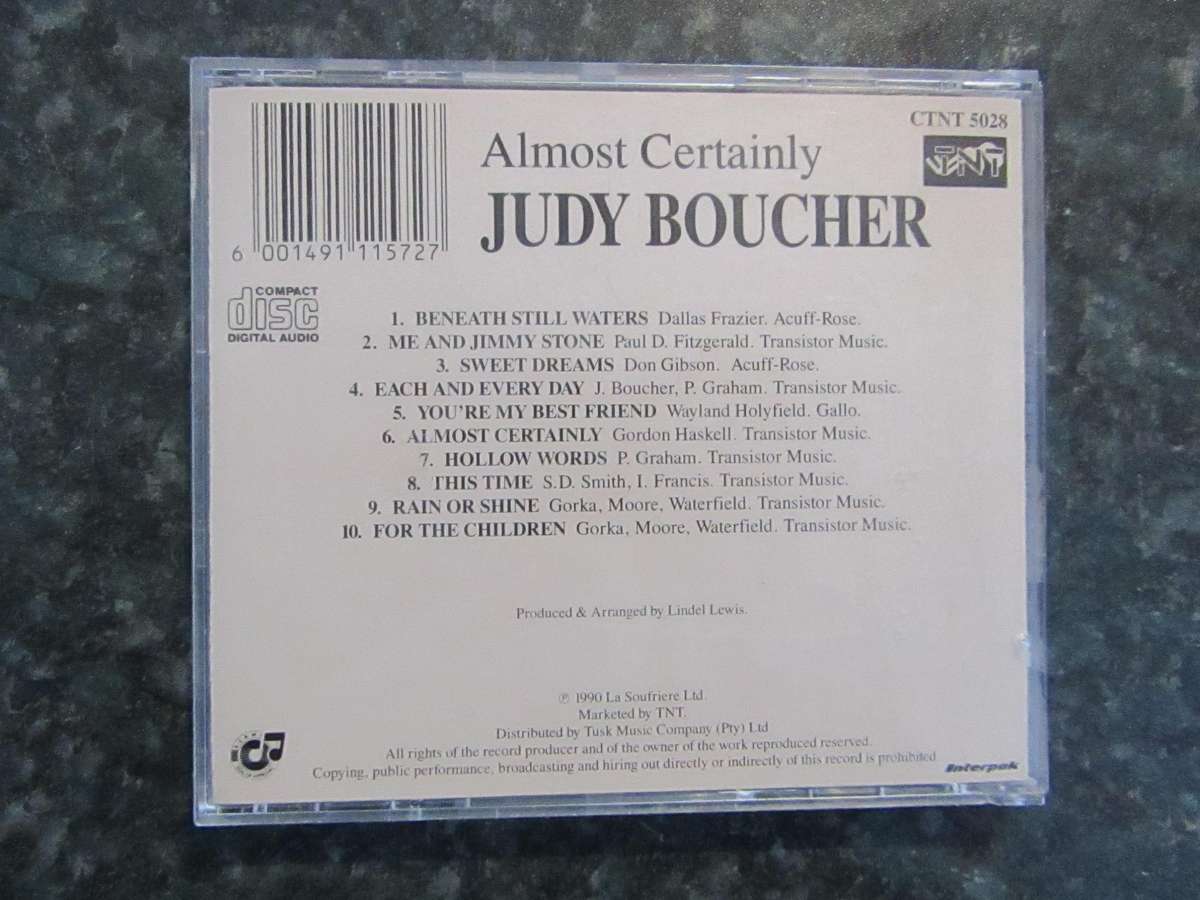 CTNT 5028
TNT
Almost Certainly
JUDY BOUCHER
6 001491 115727
COMPACT
disc
DIGITAL AUDIO
1. BENEATH STILL WATERS Dallas Frazier. Acuff-Rose.
2. ME AND JIMMY STONE Paul D. Fitzgerald. Transistor Music.
3. SWEET DREAMS Don Gibson. Acuff-Rose.
4. EACH AND EVERY DAY J. Boucher, P. Graham. Transistor Music.
5. YOU'RE MY BEST FRIEND Wayland Holyfield. Gallo.
6. ALMOST CERTAINLY Gordon Haskell. Transistor Music.
7. HOLLOW WORDS P. Graham. Transistor Music.
8. THIS TIME S.D. Smith, I. Francis. Transistor Music.
9. RAIN OR SHINE Gorka, Moore, Waterfield. Transistor Music.
10. FOR THE CHILDREN Gorka, Moore, Waterfield. Transistor Music.
Produced & Arranged by Lindel Lewis.
℗ 1990 La Soufriere Ltd.
Marketed by TNT.
Distributed by Tusk Music Company (Pty) Ltd
All rights of the record producer and of the owner of the work reproduced reserved.
Copying, public performance, broadcasting and hiring out directly or indirectly of this record is prohibited
Interpak